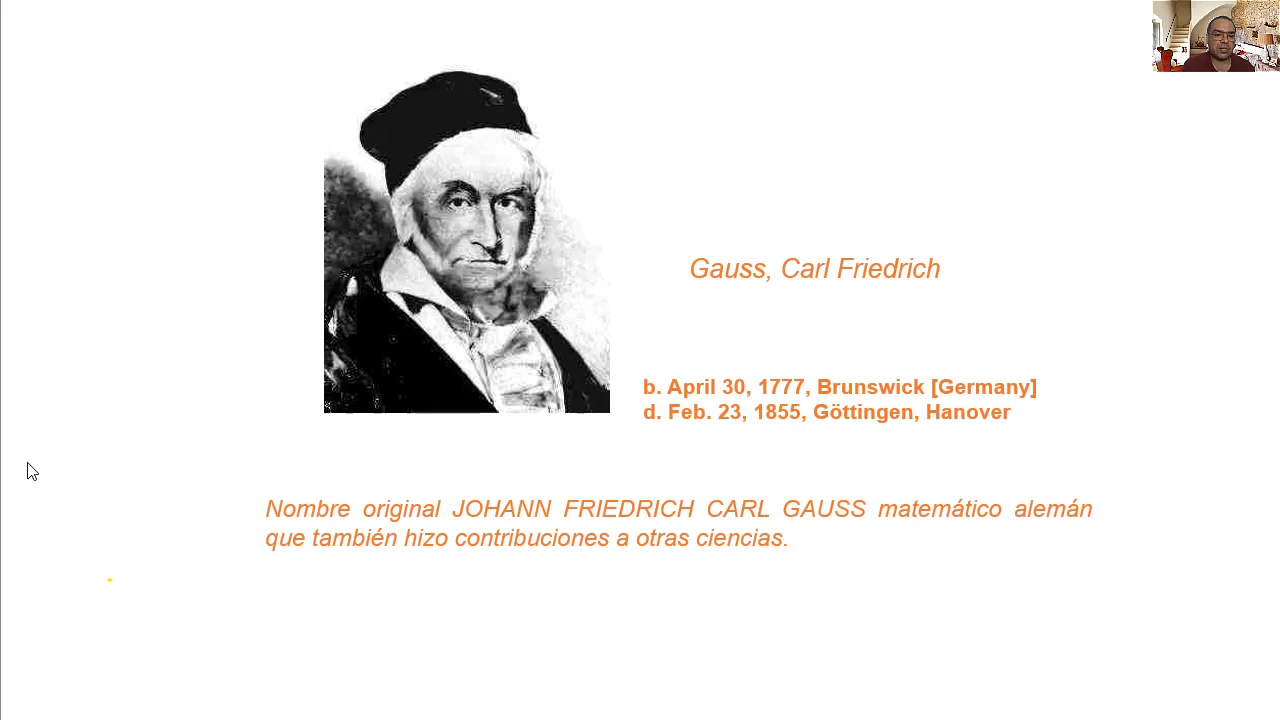 Gauss, Carl Friedrich
b. April 30, 1777, Brunswick [Germany]
d. Feb. 23, 1855, Göttingen, Hanover
Nombre original JOHANN FRIEDRICH CARL GAUSS matemático alemán
que también hizo contribuciones a otras ciencias.